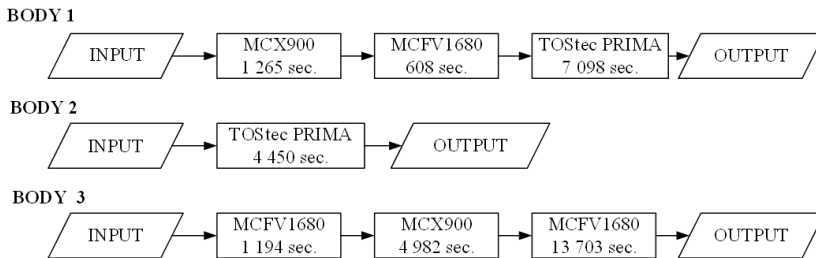 BODY 1
INPUT
MCX900
1 265 sec.
MCFV1680
608 sec.
TOStec PRIMA
7 098 sec.
OUTPUT
BODY 2
INPUT
TOStec PRIMA
4 450 sec.
OUTPUT
BODY 3
INPUT
MCFV1680
1 194 sec.
MCX900
4 982 sec.
MCFV1680
13 703 sec.
OUTPUT